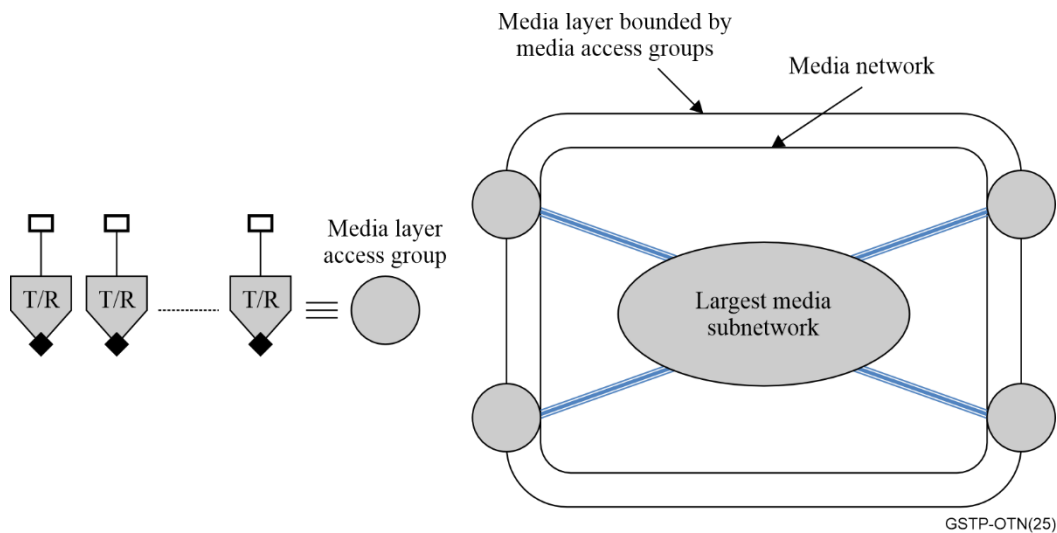 Media layer bounded by
media access groups
Media network
Media layer
access group
T/R
T/R
T/R
Largest media
subnetwork
GSTP-OTN(25)